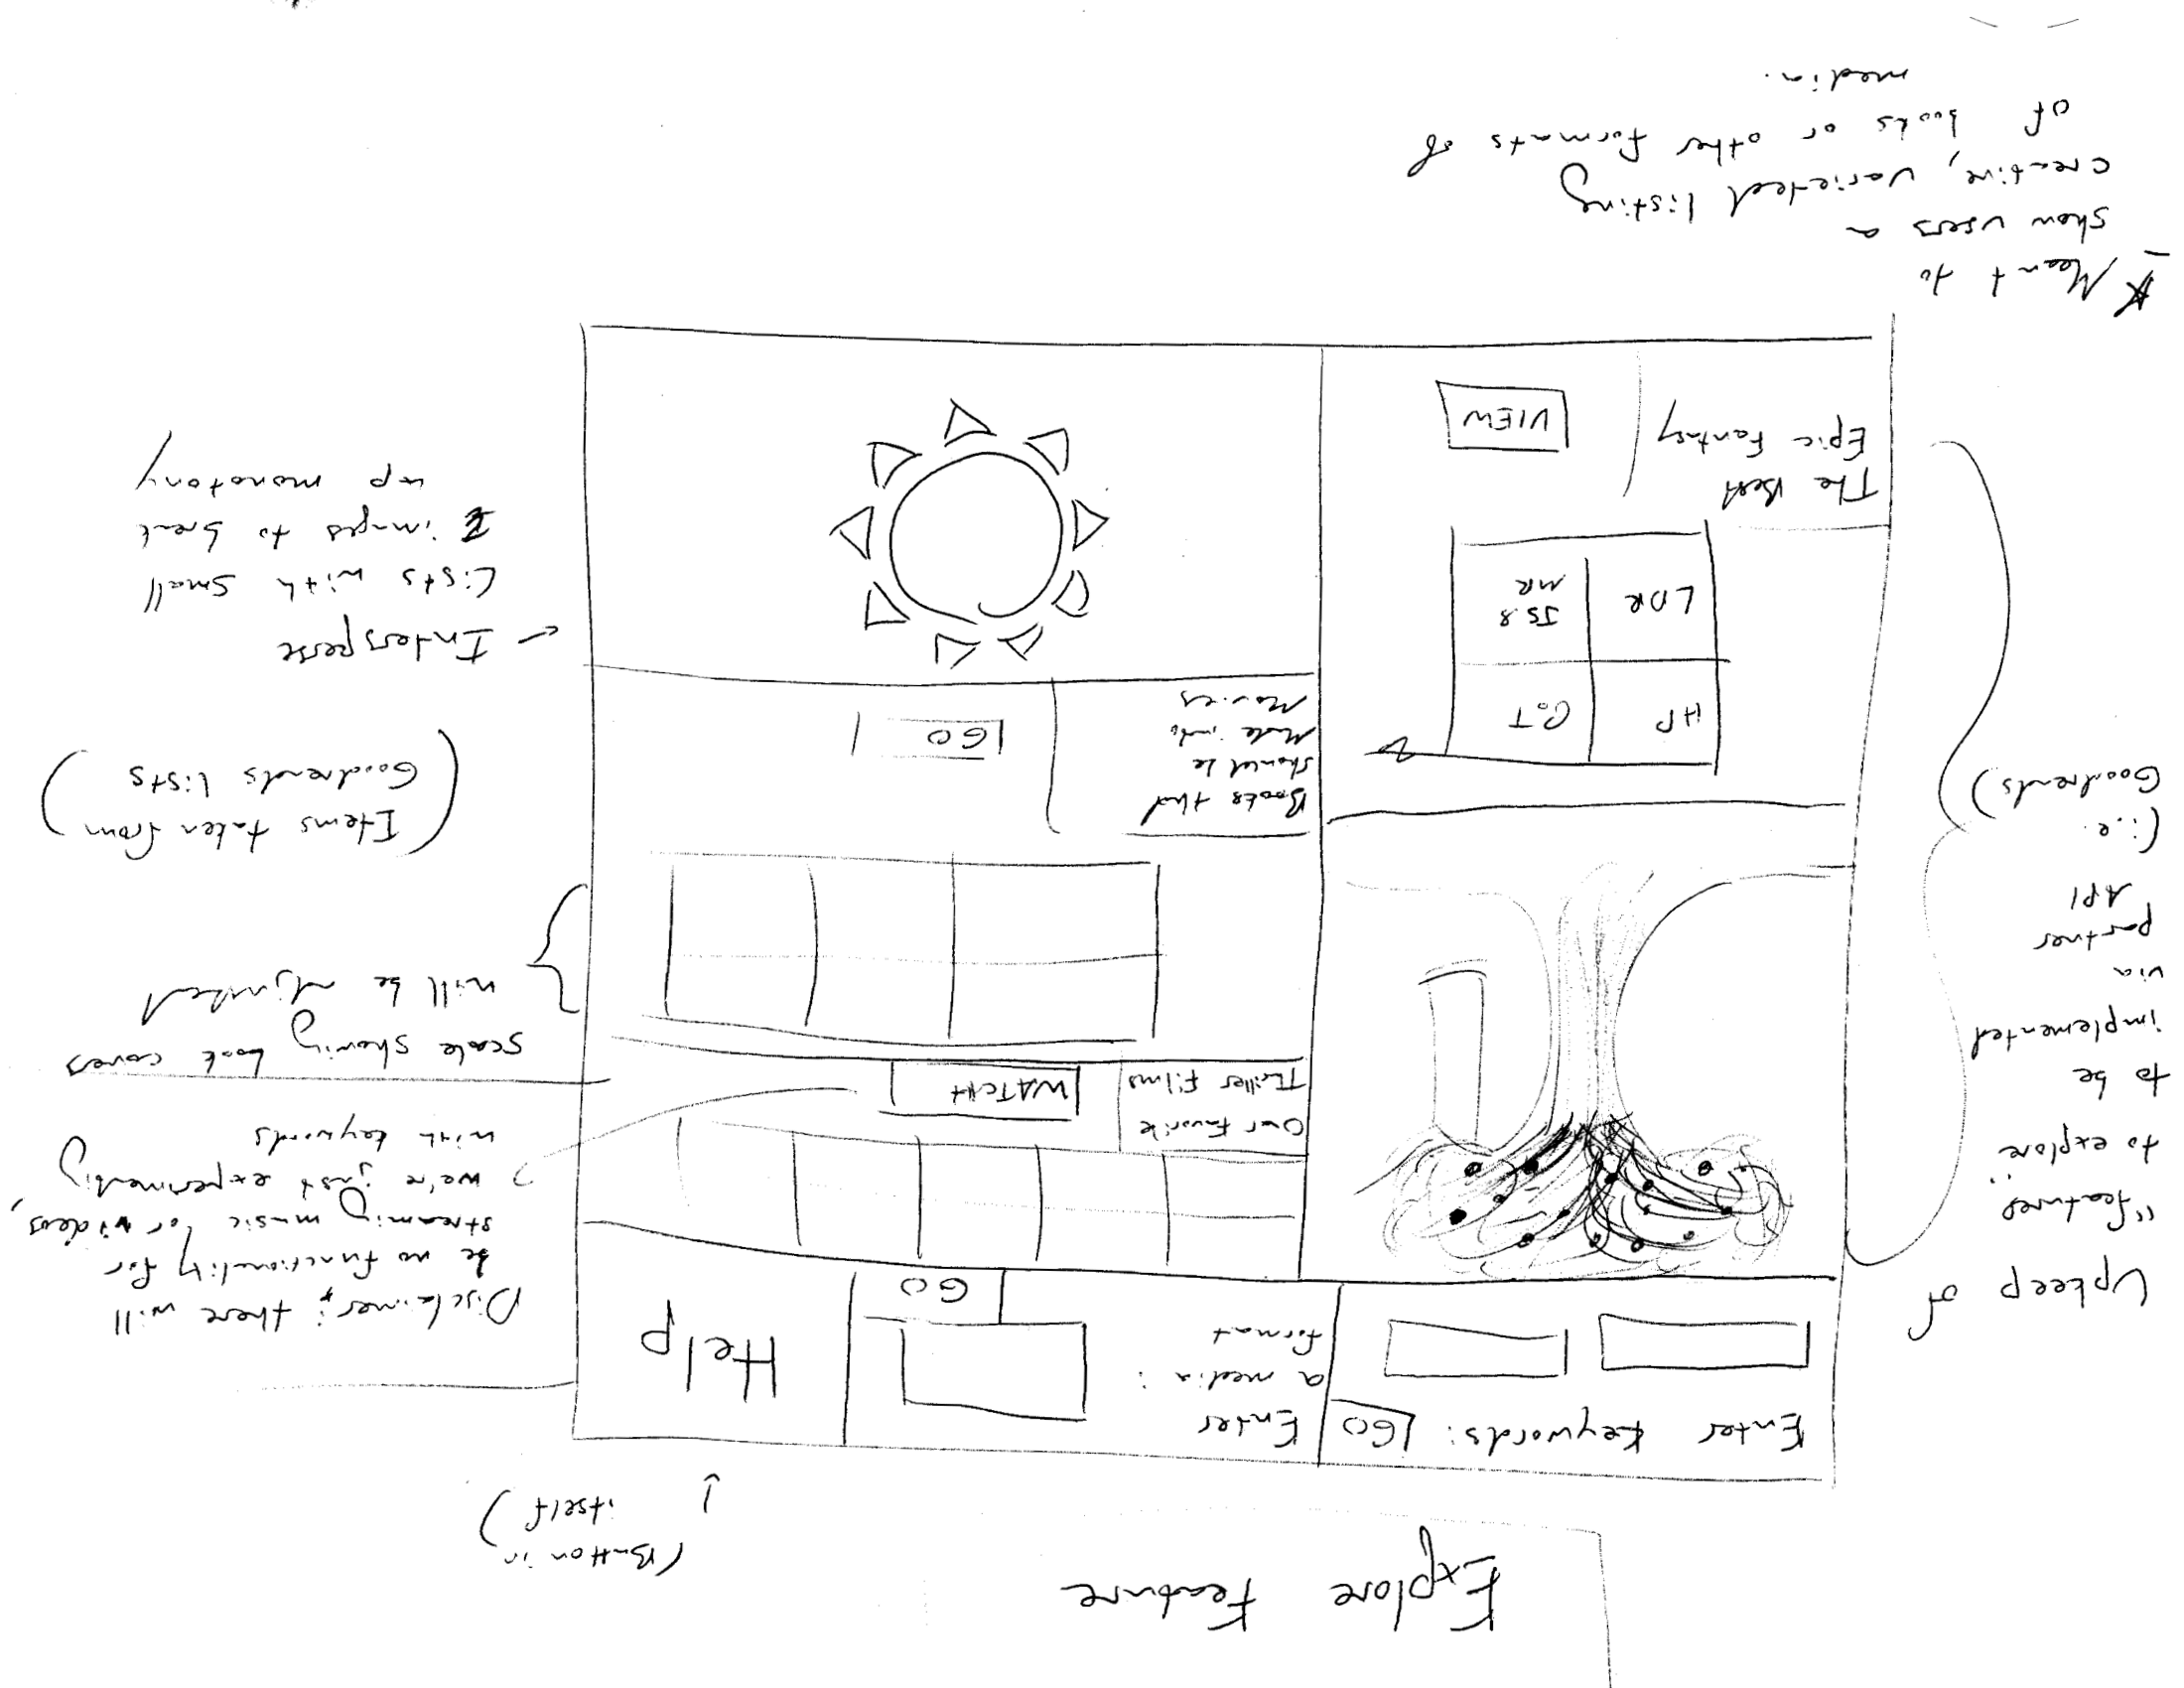 Explore Feature
(Button in
itself)
Enter Keywords:
GO
Enter
a media:
format
GO
Help
Upkeep of
"features
to explore"
to be
implemented
via
partner
API
(i.e.
Goodreads)
Our Favorite
Thriller Films
WATCH
Disclaimer; there will
be no functionality for
streaming music or videos,
we're just experimenting
with keywords
Scale showing book covers
will be adjusted
(Items taken from
Goodreads lists)
HP
C.T
LDR
JS &
MR
Books that
should be
Made into
Movies
GO
The Best
Epic Fantasy
VIEW
Intersperse
Lists with small
images to break
up monotony
* Meant to
show users a
creative, varieted listing
of books or other formats of
media.